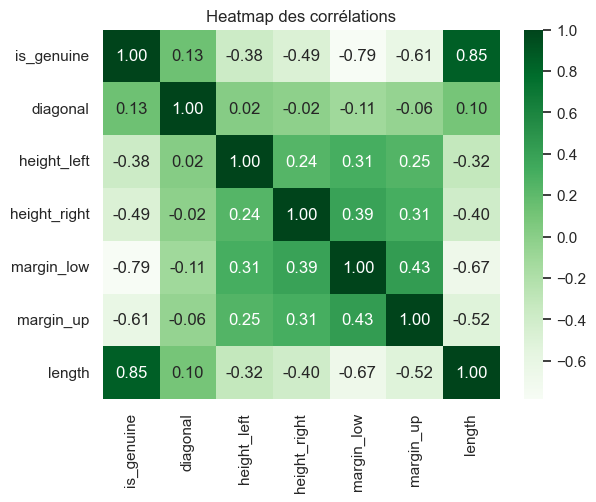 Heatmap des corrélations
is_genuine 1.00 0.13 -0.38 -0.49 -0.79 -0.61 0.85
diagonal 0.13 1.00 0.02 -0.02 -0.11 -0.06 0.10
height_left -0.38 0.02 1.00 0.24 0.31 0.25 -0.32
height_right -0.49 -0.02 0.24 1.00 0.39 0.31 -0.40
margin_low -0.79 -0.11 0.31 0.39 1.00 0.43 -0.67
margin_up -0.61 -0.06 0.25 0.31 0.43 1.00 -0.52
length 0.85 0.10 -0.32 -0.40 -0.67 -0.52 1.00
is_genuine
diagonal
height_left
height_right
margin_low
margin_up
length
1.0
0.8
0.6
0.4
0.2
0.0
−0.2
−0.4
−0.6